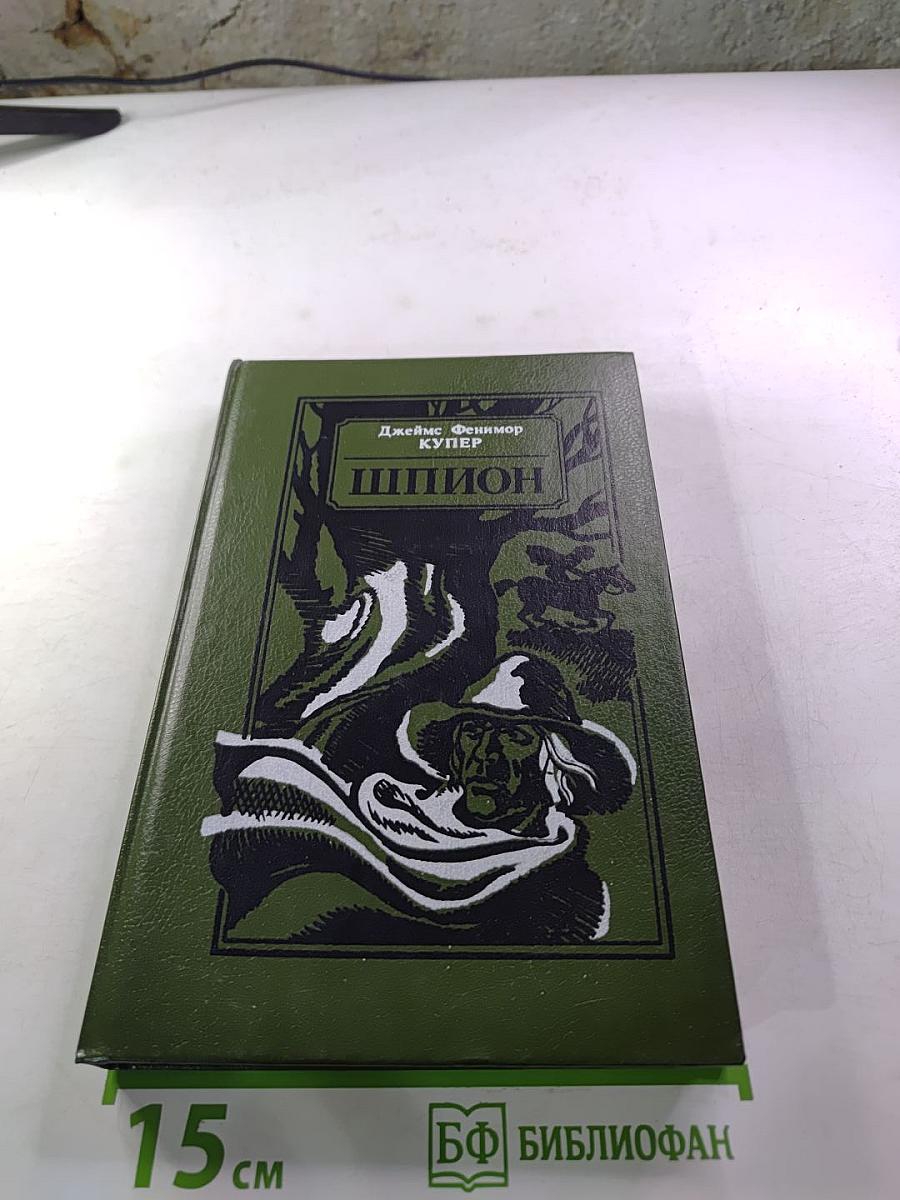 Джеймс Фенимор
КУПЕР
ШПИОН
15 см
БФ БИБЛИОФАН